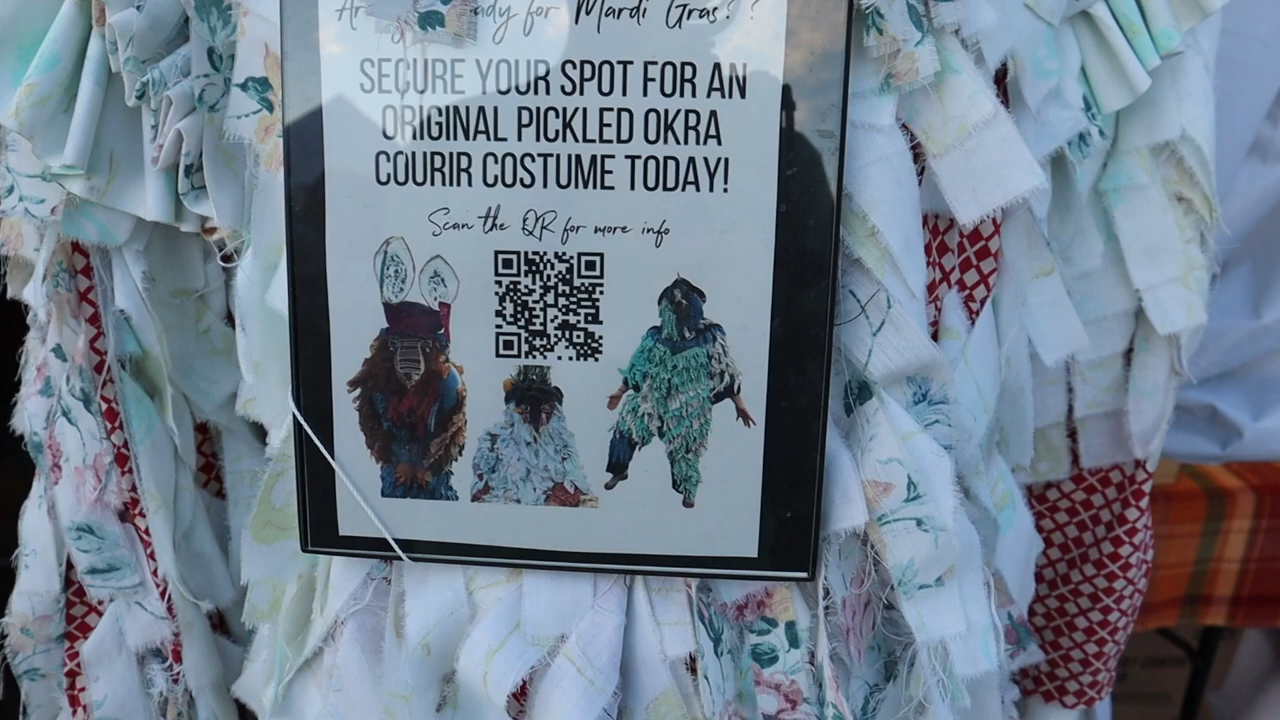 for Mardi Gras? ?
SECURE YOUR SPOT FOR AN
ORIGINAL PICKLED OKRA
COURIR COSTUME TODAY!
Scan the QR for more info